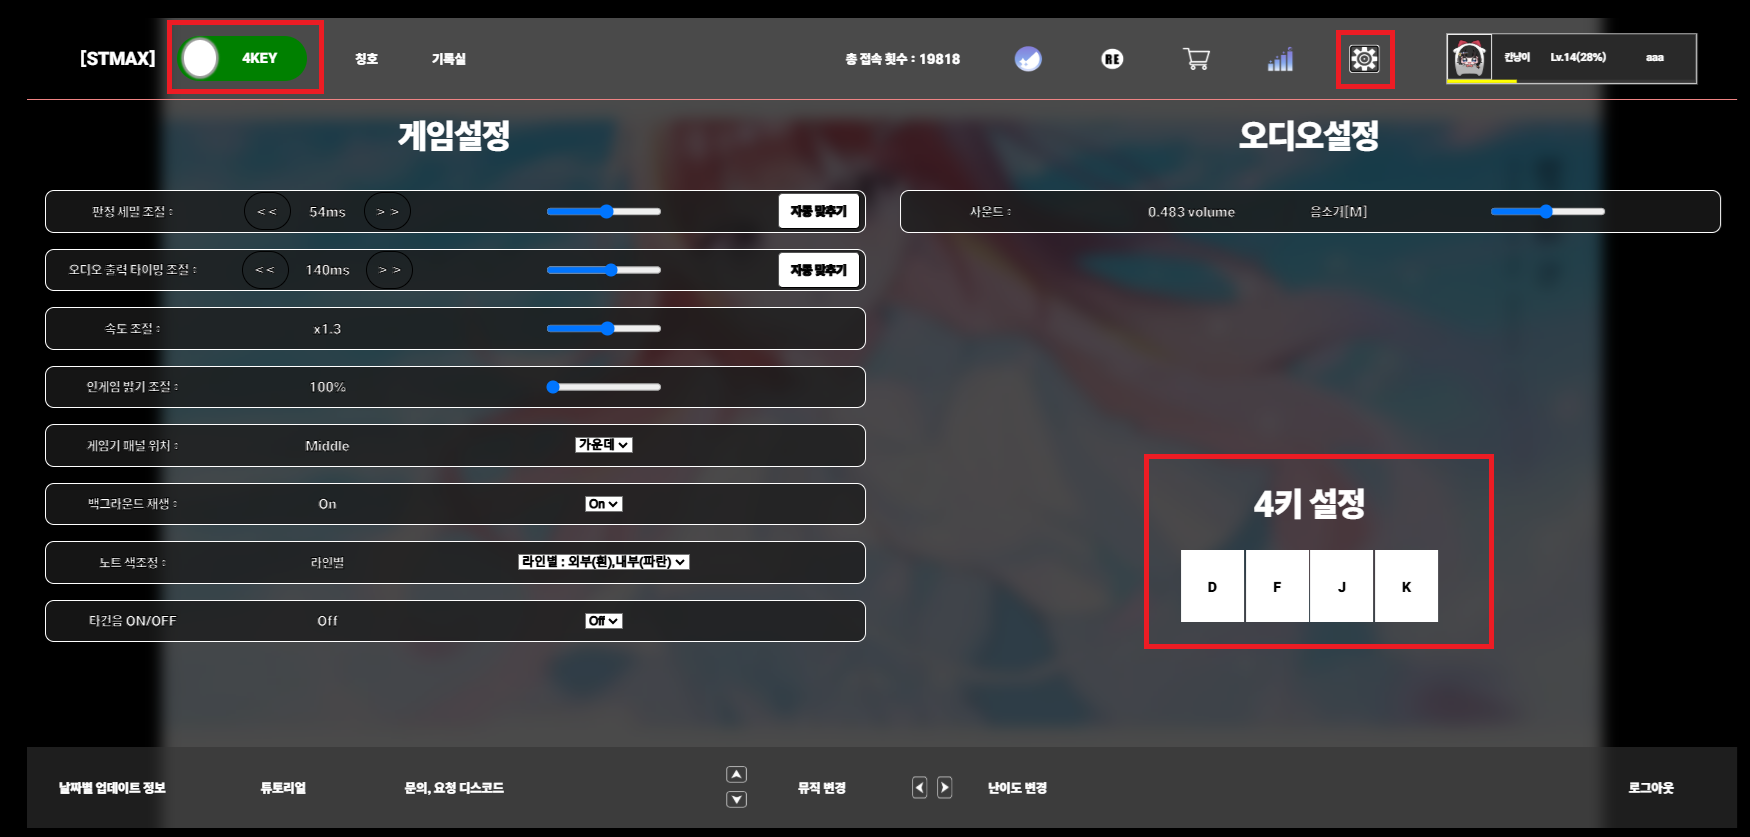 [STMAX] 4KEY 칭호 기록실 총 접속 횟수 : 19818 RE 칸냥이 Lv.14(28%) aaa
게임설정
오디오설정
판정 세밀 조절 : << 54ms >> 자동 맞추기
사운드 : 0.483 volume 음소거[M]
오디오 출력 타이밍 조절 : << 140ms >> 자동 맞추기
속도 조절 : x1.3
인게임 밝기 조절 : 100%
게임기 패널 위치 : Middle 가운데
백그라운드 재생 : On On
4키 설정
노트 색조정 : 라인별 라인별 : 외부(흰),내부(파란)
D F J K
타건음 ON/OFF Off Off
날짜별 업데이트 정보 튜토리얼 문의, 요청 디스코드 뮤직 변경 난이도 변경 로그아웃